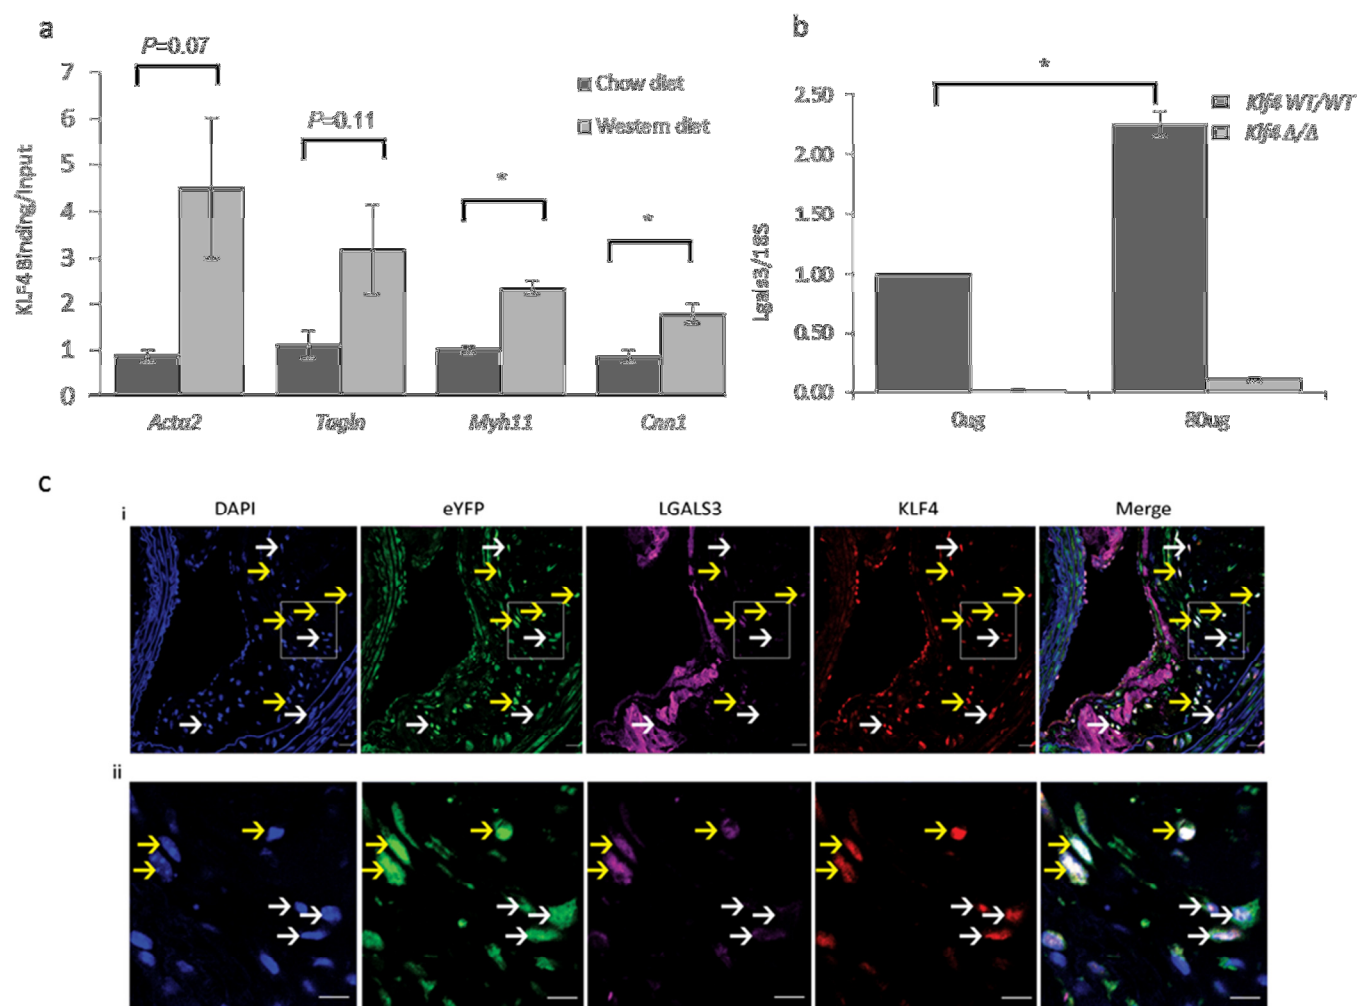 a
P=0.07
P=0.11
*
*
Chow diet
Western diet
KLF4 Binding/Input
7
6
5
4
3
2
1
0
Acta2
Tagln
Myh11
Cnn1
b
*
Klf4 WT/WT
Klf4 Δ/Δ
Lgals3/18S
2.50
2.00
1.50
1.00
0.50
0.00
0ug
80ug
c
i
DAPI
eYFP
LGALS3
KLF4
Merge
ii